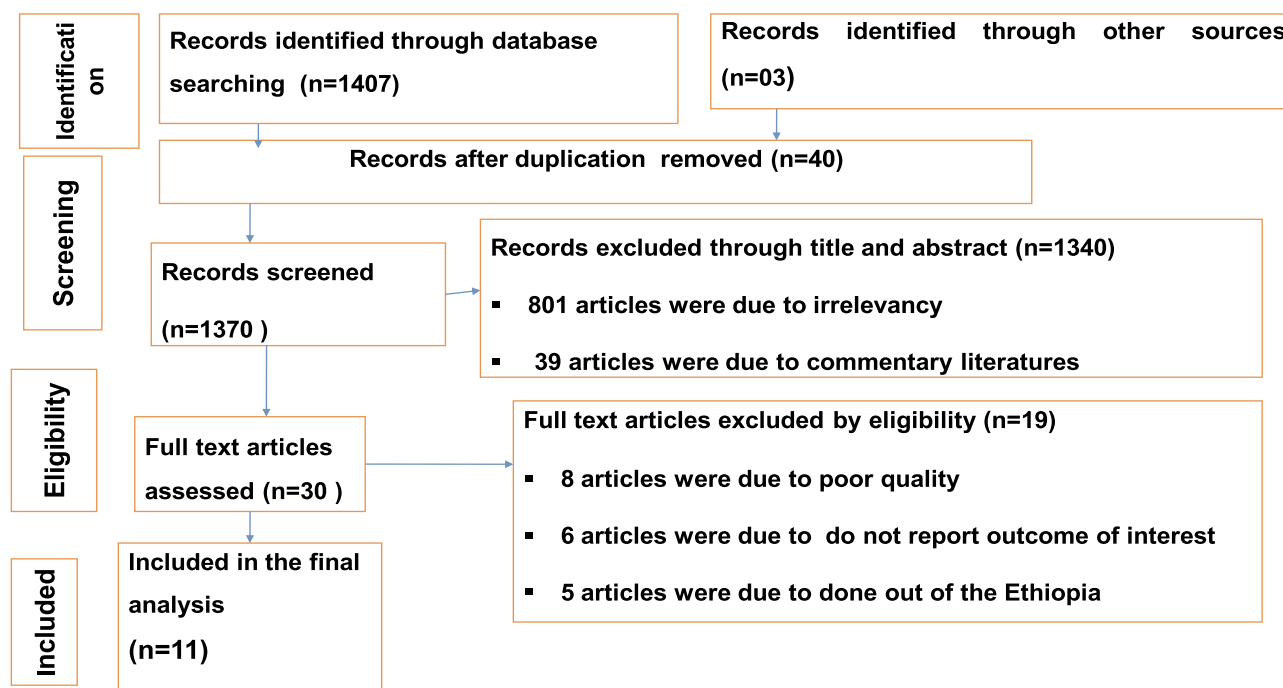 Identificati
on
Records identified through database
searching (n=1407)
Records identified through other sources
(n=03)
Records after duplication removed (n=40)
Screening
Records screened
(n=1370 )
Records excluded through title and abstract (n=1340)
▪ 801 articles were due to irrelevancy
▪ 39 articles were due to commentary literatures
Eligibility
Full text articles
assessed (n=30 )
Full text articles excluded by eligibility (n=19)
▪ 8 articles were due to poor quality
▪ 6 articles were due to do not report outcome of interest
▪ 5 articles were due to done out of the Ethiopia
Included
Included in the final
analysis
(n=11)